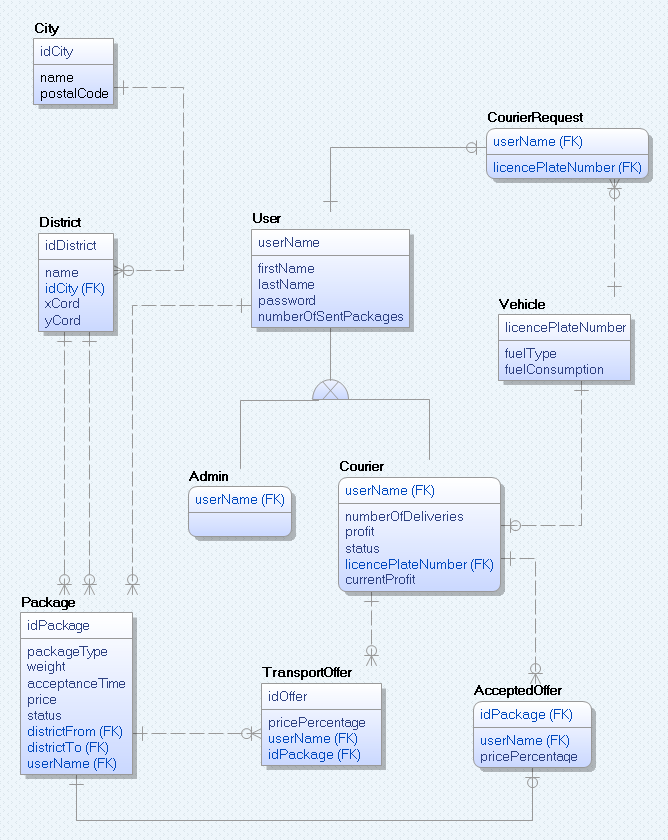 City
idCity
name
postalCode
CourierRequest
userName (FK)
licencePlateNumber (FK)
District
idDistrict
name
idCity (FK)
xCord
yCord
User
userName
firstName
lastName
password
numberOfSentPackages
Vehicle
licencePlateNumber
fuelType
fuelConsumption
Admin
userName (FK)
Courier
userName (FK)
numberOfDeliveries
profit
status
licencePlateNumber (FK)
currentProfit
Package
idPackage
packageType
weight
acceptanceTime
price
status
districtFrom (FK)
districtTo (FK)
userName (FK)
TransportOffer
idOffer
pricePercentage
userName (FK)
idPackage (FK)
AcceptedOffer
idPackage (FK)
userName (FK)
pricePercentage